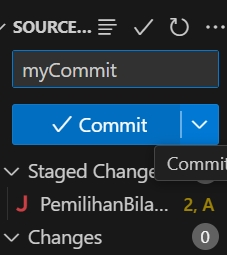 SOURCE...
myCommit
Commit
Commit
Staged Change
J PemilihanBila... 2, A
Changes 0